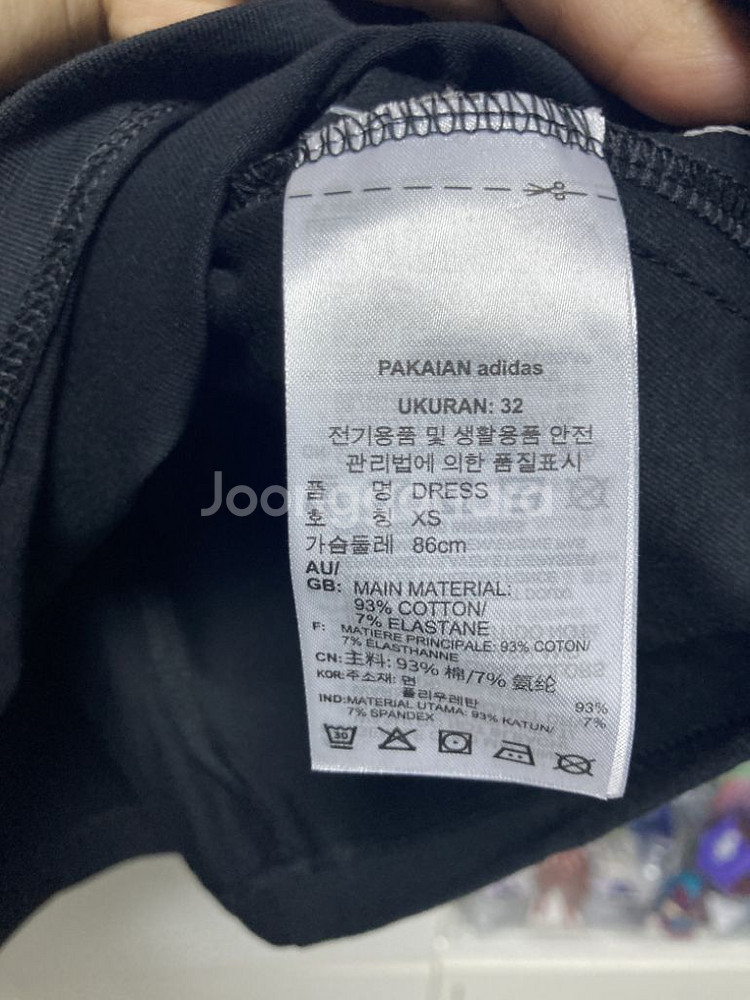 PAKAIAN adidas
UKURAN: 32
전기용품 및 생활용품 안전
관리법에 의한 품질표시
품 명 DRESS
호 칭 XS
가슴둘레 86cm
AU/
GB: MAIN MATERIAL:
93% COTTON/
7% ELASTANE
F: MATIERE PRINCIPALE: 93% COTON/
7% ELASTHANNE
CN: 主料: 93% 棉/7% 氨纶
KOR: 주소재: 면 93%
폴리우레탄 7%
IND: MATERIAL UTAMA: 93% KATUN/
7% SPANDEX
30